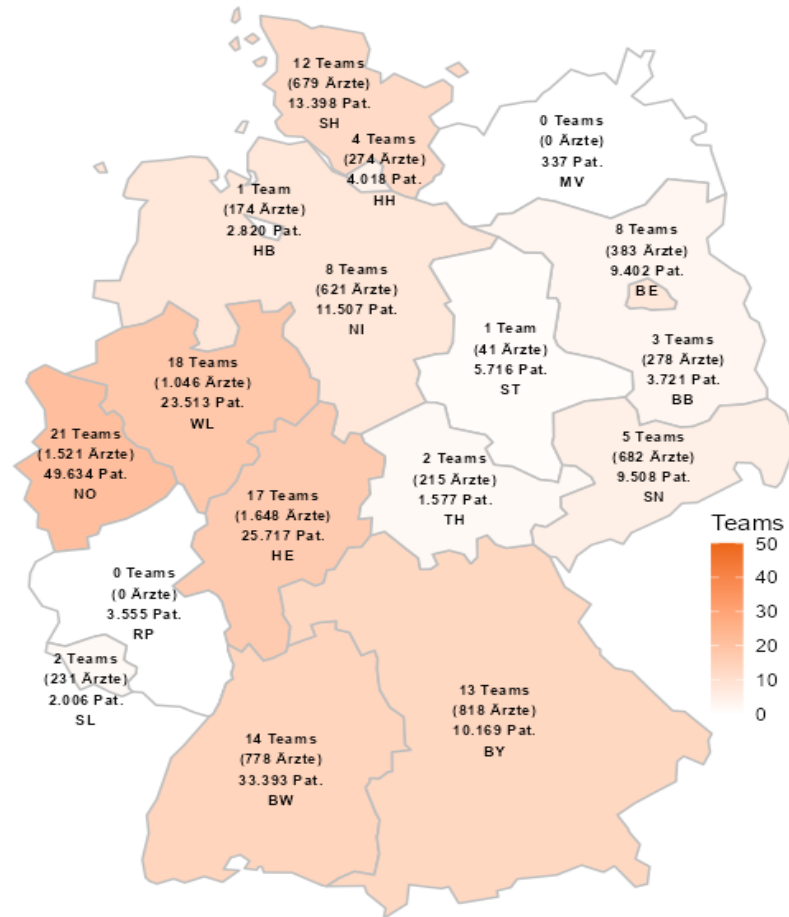 12 Teams
(679 Ärzte)
13.398 Pat.
SH
4 Teams
(274 Ärzte)
4.018 Pat.
HH
0 Teams
(0 Ärzte)
337 Pat.
MV
1 Team
(174 Ärzte)
2.820 Pat.
HB
8 Teams
(383 Ärzte)
9.402 Pat.
BE
8 Teams
(621 Ärzte)
11.507 Pat.
NI
1 Team
(41 Ärzte)
5.716 Pat.
ST
3 Teams
(278 Ärzte)
3.721 Pat.
BB
18 Teams
(1.046 Ärzte)
23.513 Pat.
WL
21 Teams
(1.521 Ärzte)
49.634 Pat.
NO
17 Teams
(1.648 Ärzte)
25.717 Pat.
HE
2 Teams
(215 Ärzte)
1.577 Pat.
TH
5 Teams
(682 Ärzte)
9.508 Pat.
SN
0 Teams
(0 Ärzte)
3.555 Pat.
RP
2 Teams
(231 Ärzte)
2.006 Pat.
SL
14 Teams
(778 Ärzte)
33.393 Pat.
BW
13 Teams
(818 Ärzte)
10.169 Pat.
BY
Teams
50
40
30
20
10
0